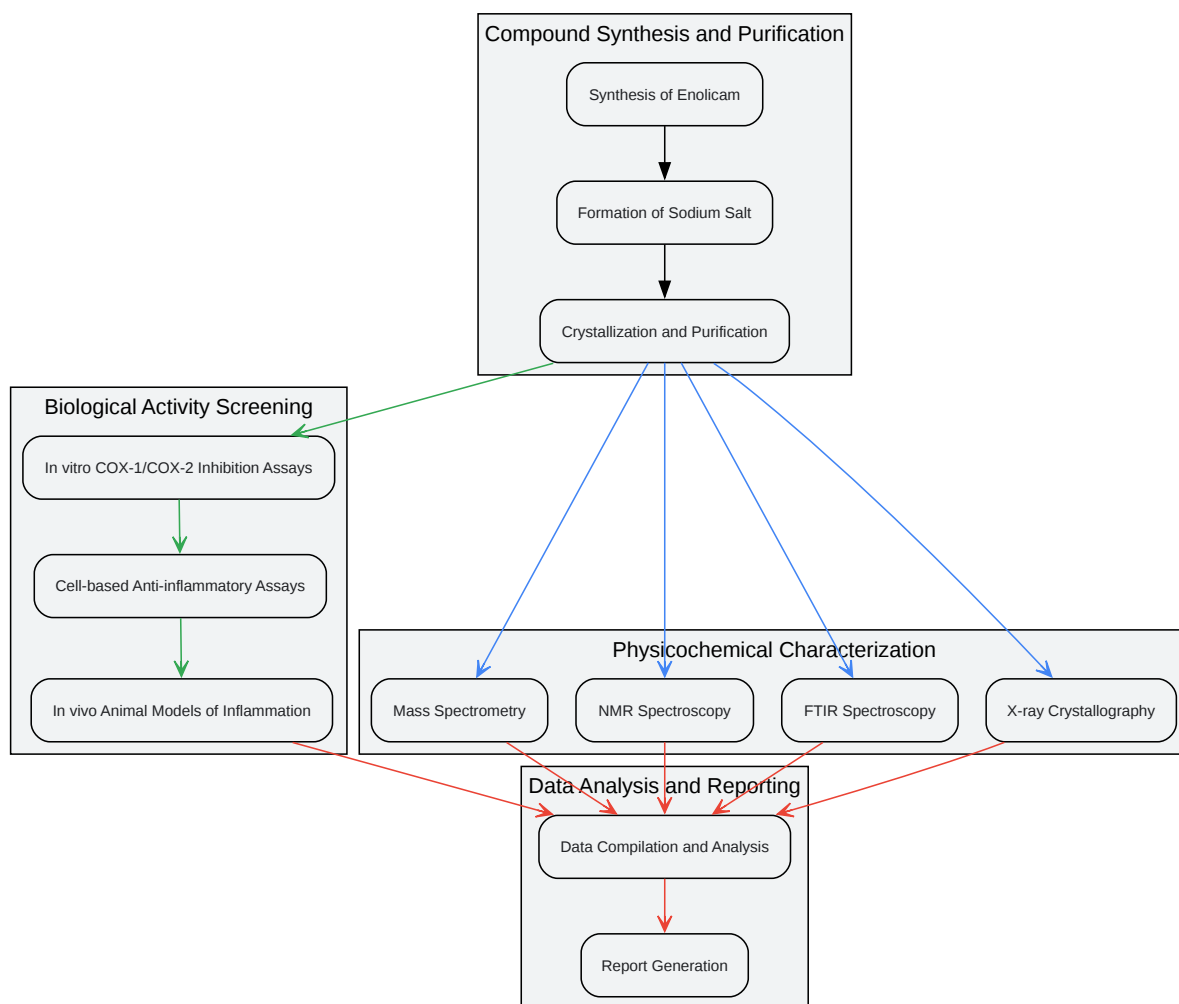 Compound Synthesis and Purification
Synthesis of Enolicam
Formation of Sodium Salt
Crystallization and Purification
Biological Activity Screening
In vitro COX-1/COX-2 Inhibition Assays
Cell-based Anti-inflammatory Assays
In vivo Animal Models of Inflammation
Physicochemical Characterization
Mass Spectrometry
NMR Spectroscopy
FTIR Spectroscopy
X-ray Crystallography
Data Analysis and Reporting
Data Compilation and Analysis
Report Generation